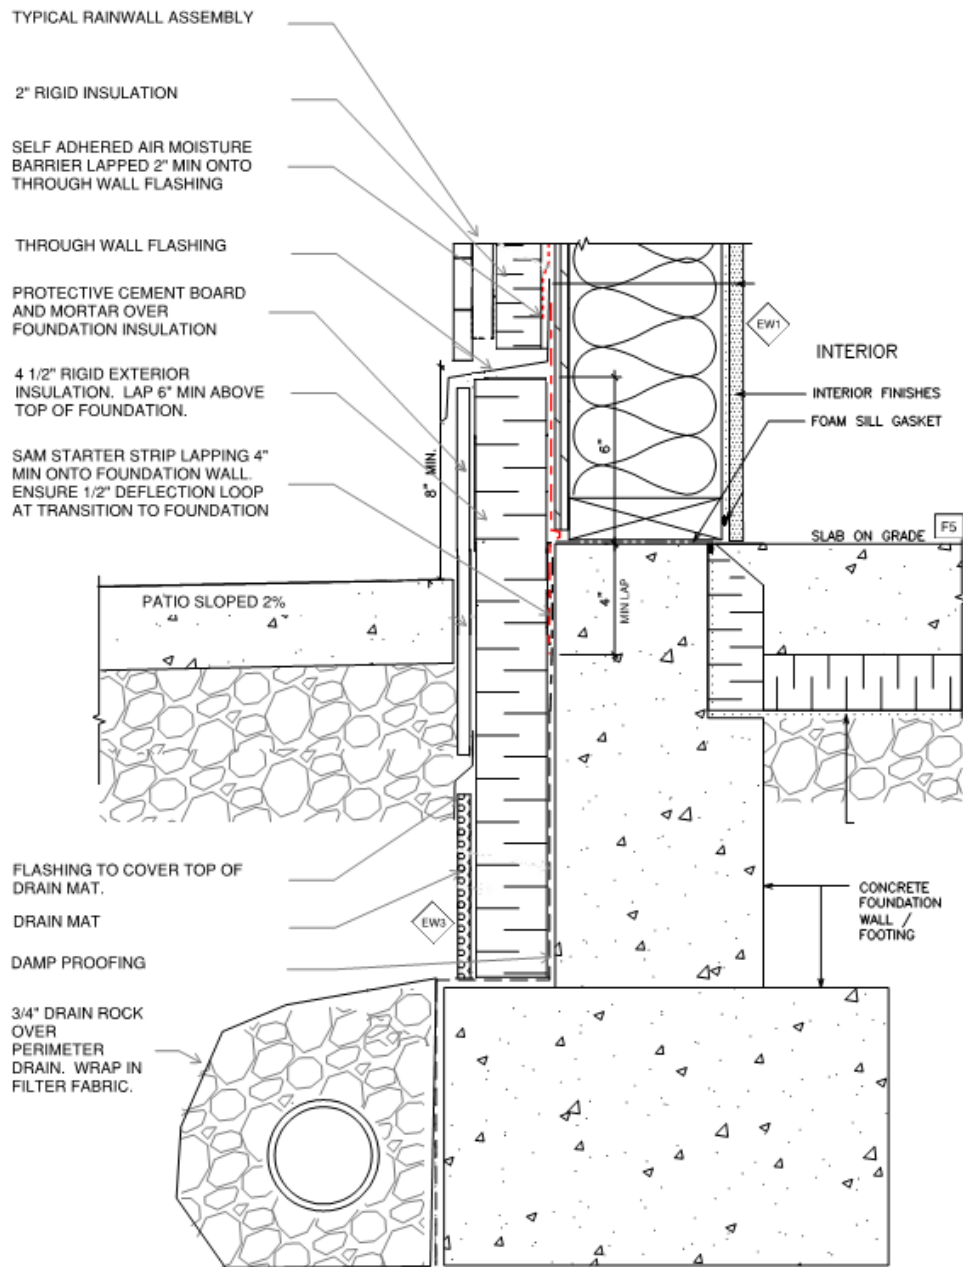 TYPICAL RAINWALL ASSEMBLY
2" RIGID INSULATION
SELF ADHERED AIR MOISTURE
BARRIER LAPPED 2" MIN ONTO
THROUGH WALL FLASHING
THROUGH WALL FLASHING
PROTECTIVE CEMENT BOARD
AND MORTAR OVER
FOUNDATION INSULATION
4 1/2" RIGID EXTERIOR
INSULATION. LAP 6" MIN ABOVE
TOP OF FOUNDATION.
SAM STARTER STRIP LAPPING 4"
MIN ONTO FOUNDATION WALL.
ENSURE 1/2" DEFLECTION LOOP
AT TRANSITION TO FOUNDATION
8" MIN.
6"
4"
MIN LAP
EW1
INTERIOR
INTERIOR FINISHES
FOAM SILL GASKET
SLAB ON GRADE
F5
PATIO SLOPED 2%
FLASHING TO COVER TOP OF
DRAIN MAT.
DRAIN MAT
EW3
DAMP PROOFING
CONCRETE
FOUNDATION
WALL /
FOOTING
3/4" DRAIN ROCK
OVER
PERIMETER
DRAIN. WRAP IN
FILTER FABRIC.